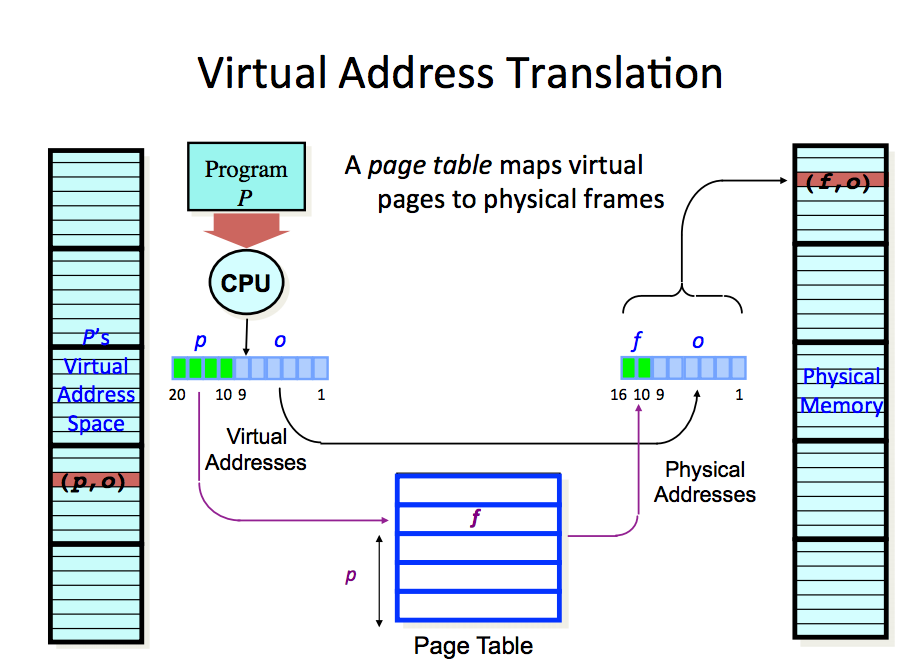 Virtual Address Translation
Program
P
A page table maps virtual
pages to physical frames
CPU
(f,o)
P's
Virtual
Address
Space
(p,o)
p
o
20
10
9
1
Virtual
Addresses
f
o
16
10
9
1
Physical
Addresses
Physical
Memory
f
p
Page Table